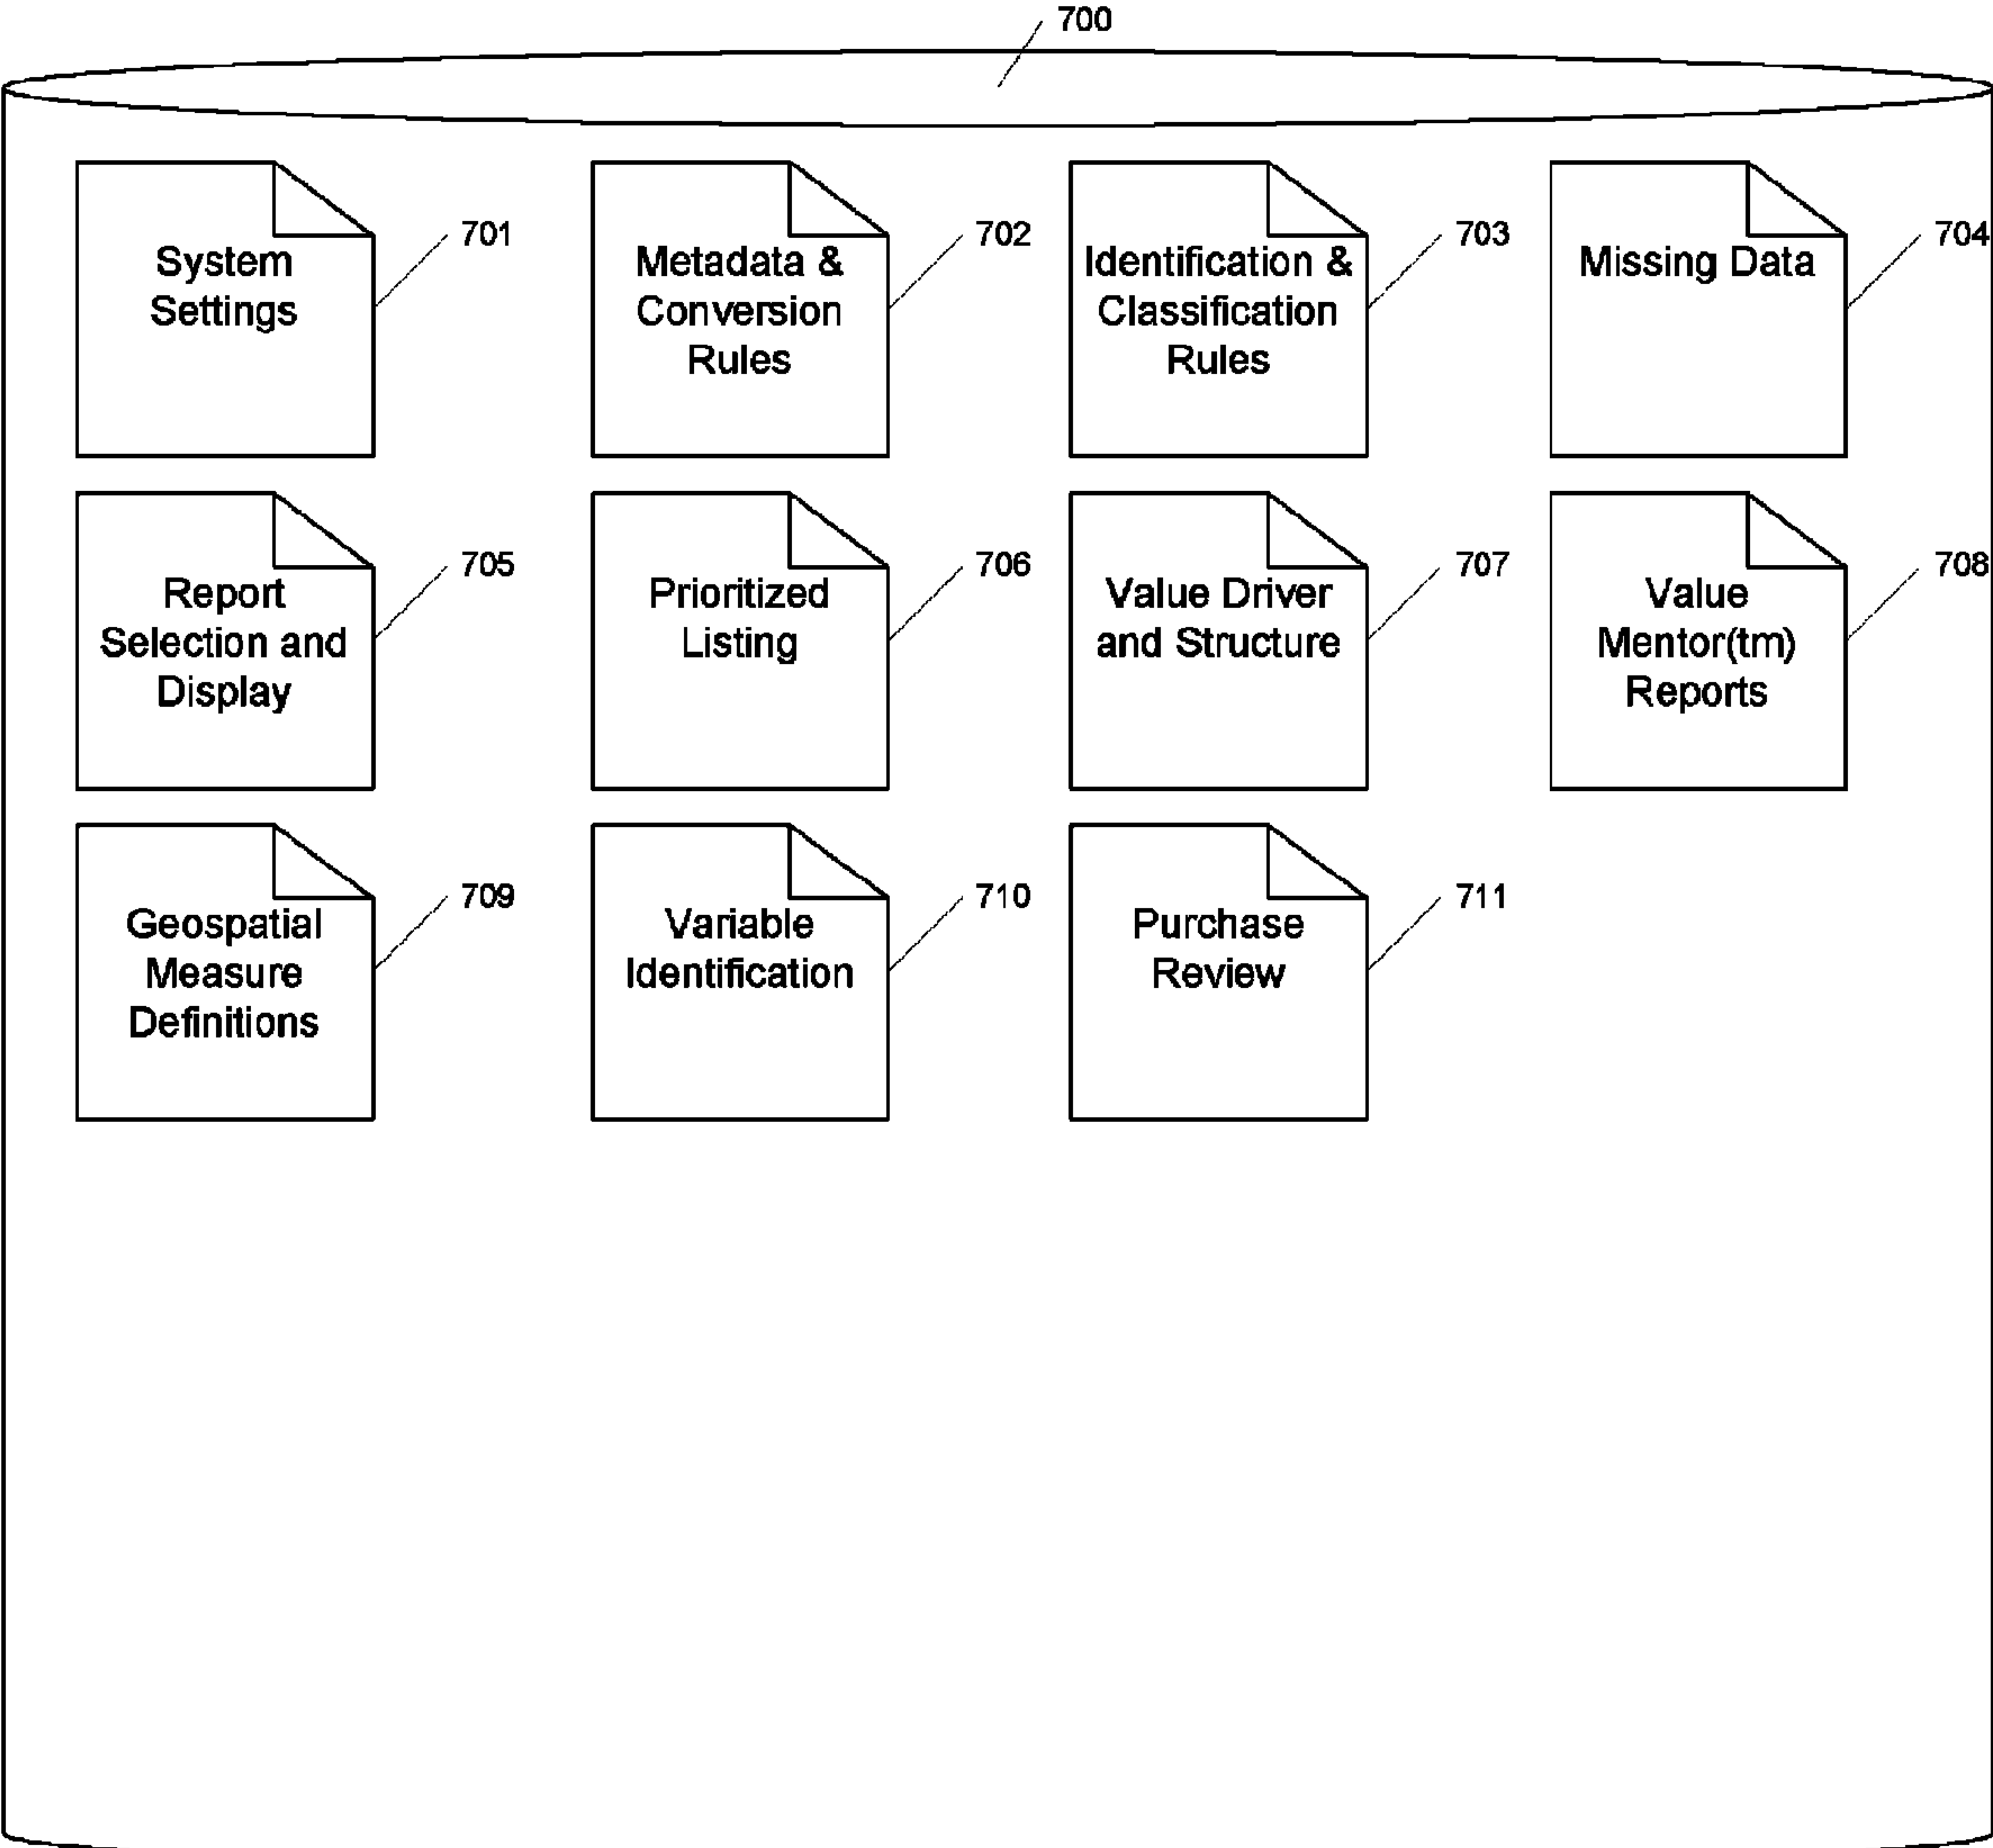 700
System
Settings
701
Metadata &
Conversion
Rules
702
Identification &
Classification
Rules
703
Missing Data
704
Report
Selection and
Display
705
Prioritized
Listing
706
Value Driver
and Structure
707
Value
Mentor(tm)
Reports
708
Geospatial
Measure
Definitions
709
Variable
Identification
710
Purchase
Review
711